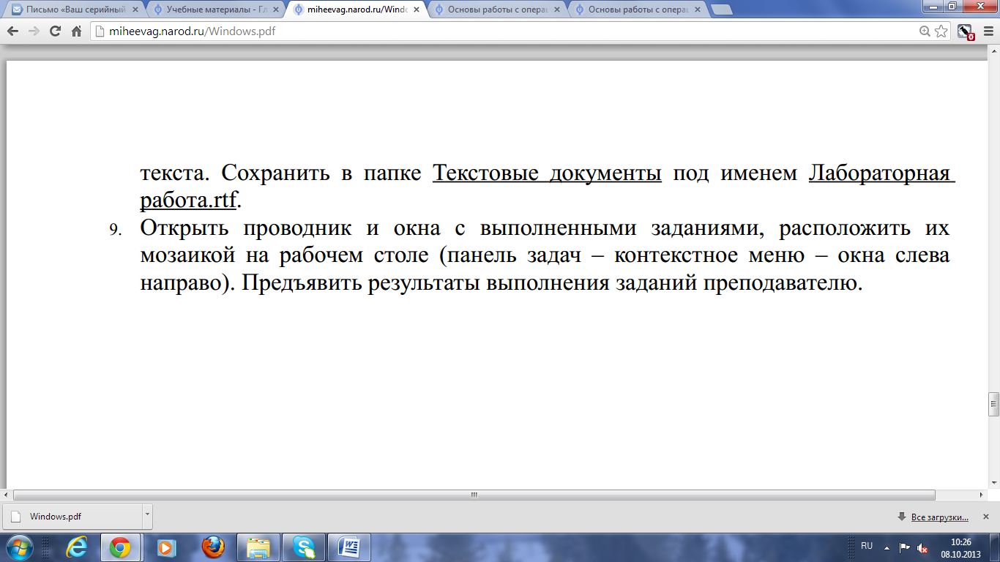 Письмо «Ваш серийный
Учебные материалы - Гл
miheevag.narod.ru/Windo
Основы работы с опера
Основы работы с опера
miheevag.narod.ru/Windows.pdf
0
текста. Сохранить в папке Текстовые документы под именем Лабораторная
работа.rtf.
9. Открыть проводник и окна с выполненными заданиями, расположить их
мозаикой на рабочем столе (панель задач – контекстное меню – окна слева
направо). Предъявить результаты выполнения заданий преподавателю.
Windows.pdf
Все загрузки...
RU
10:26
08.10.2013